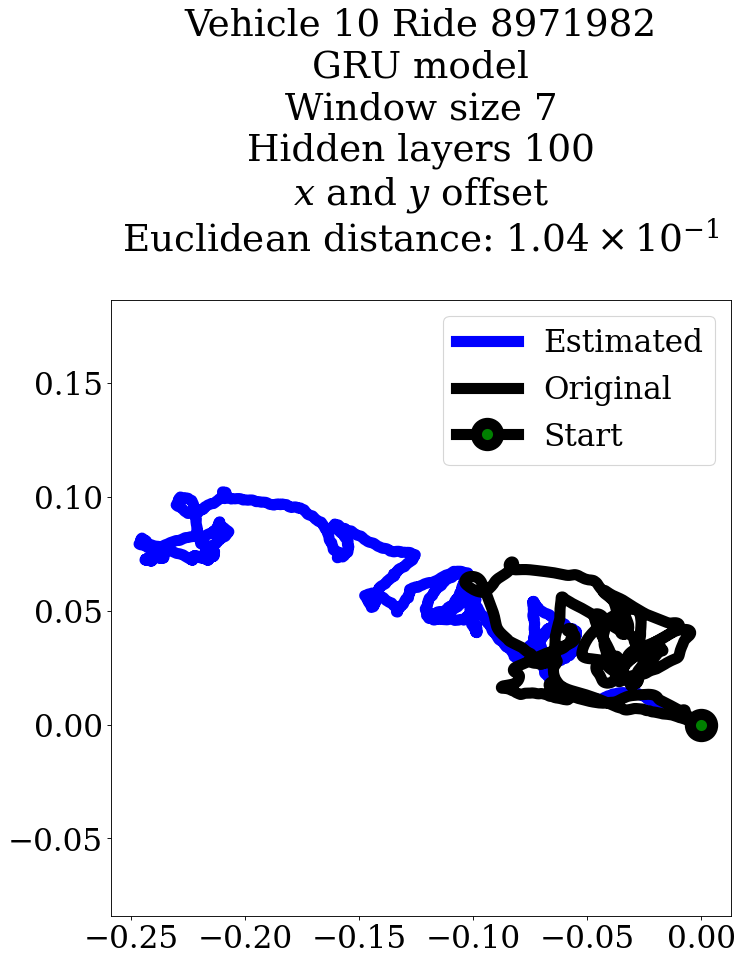 Vehicle 10 Ride 8971982
GRU model
Window size 7
Hidden layers 100
x and y offset
Euclidean distance: 1.04 × 10⁻¹
Estimated
Original
Start
0.15
0.10
0.05
0.00
−0.05
−0.25 −0.20 −0.15 −0.10 −0.05 0.00